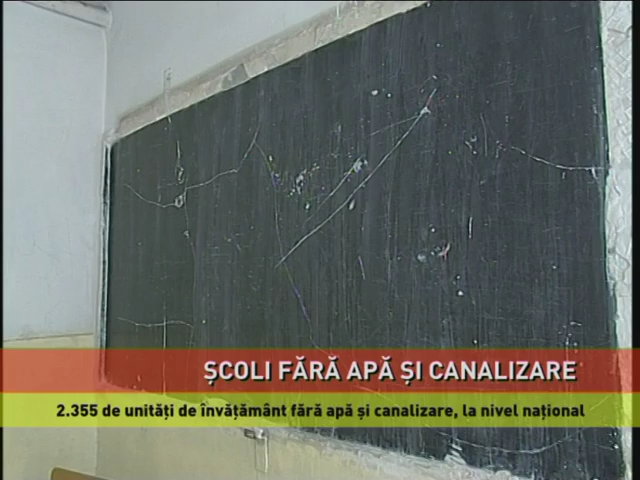 ȘCOLI FĂRĂ APĂ ȘI CANALIZARE
2.355 de unități de învățământ fără apă și canalizare, la nivel național